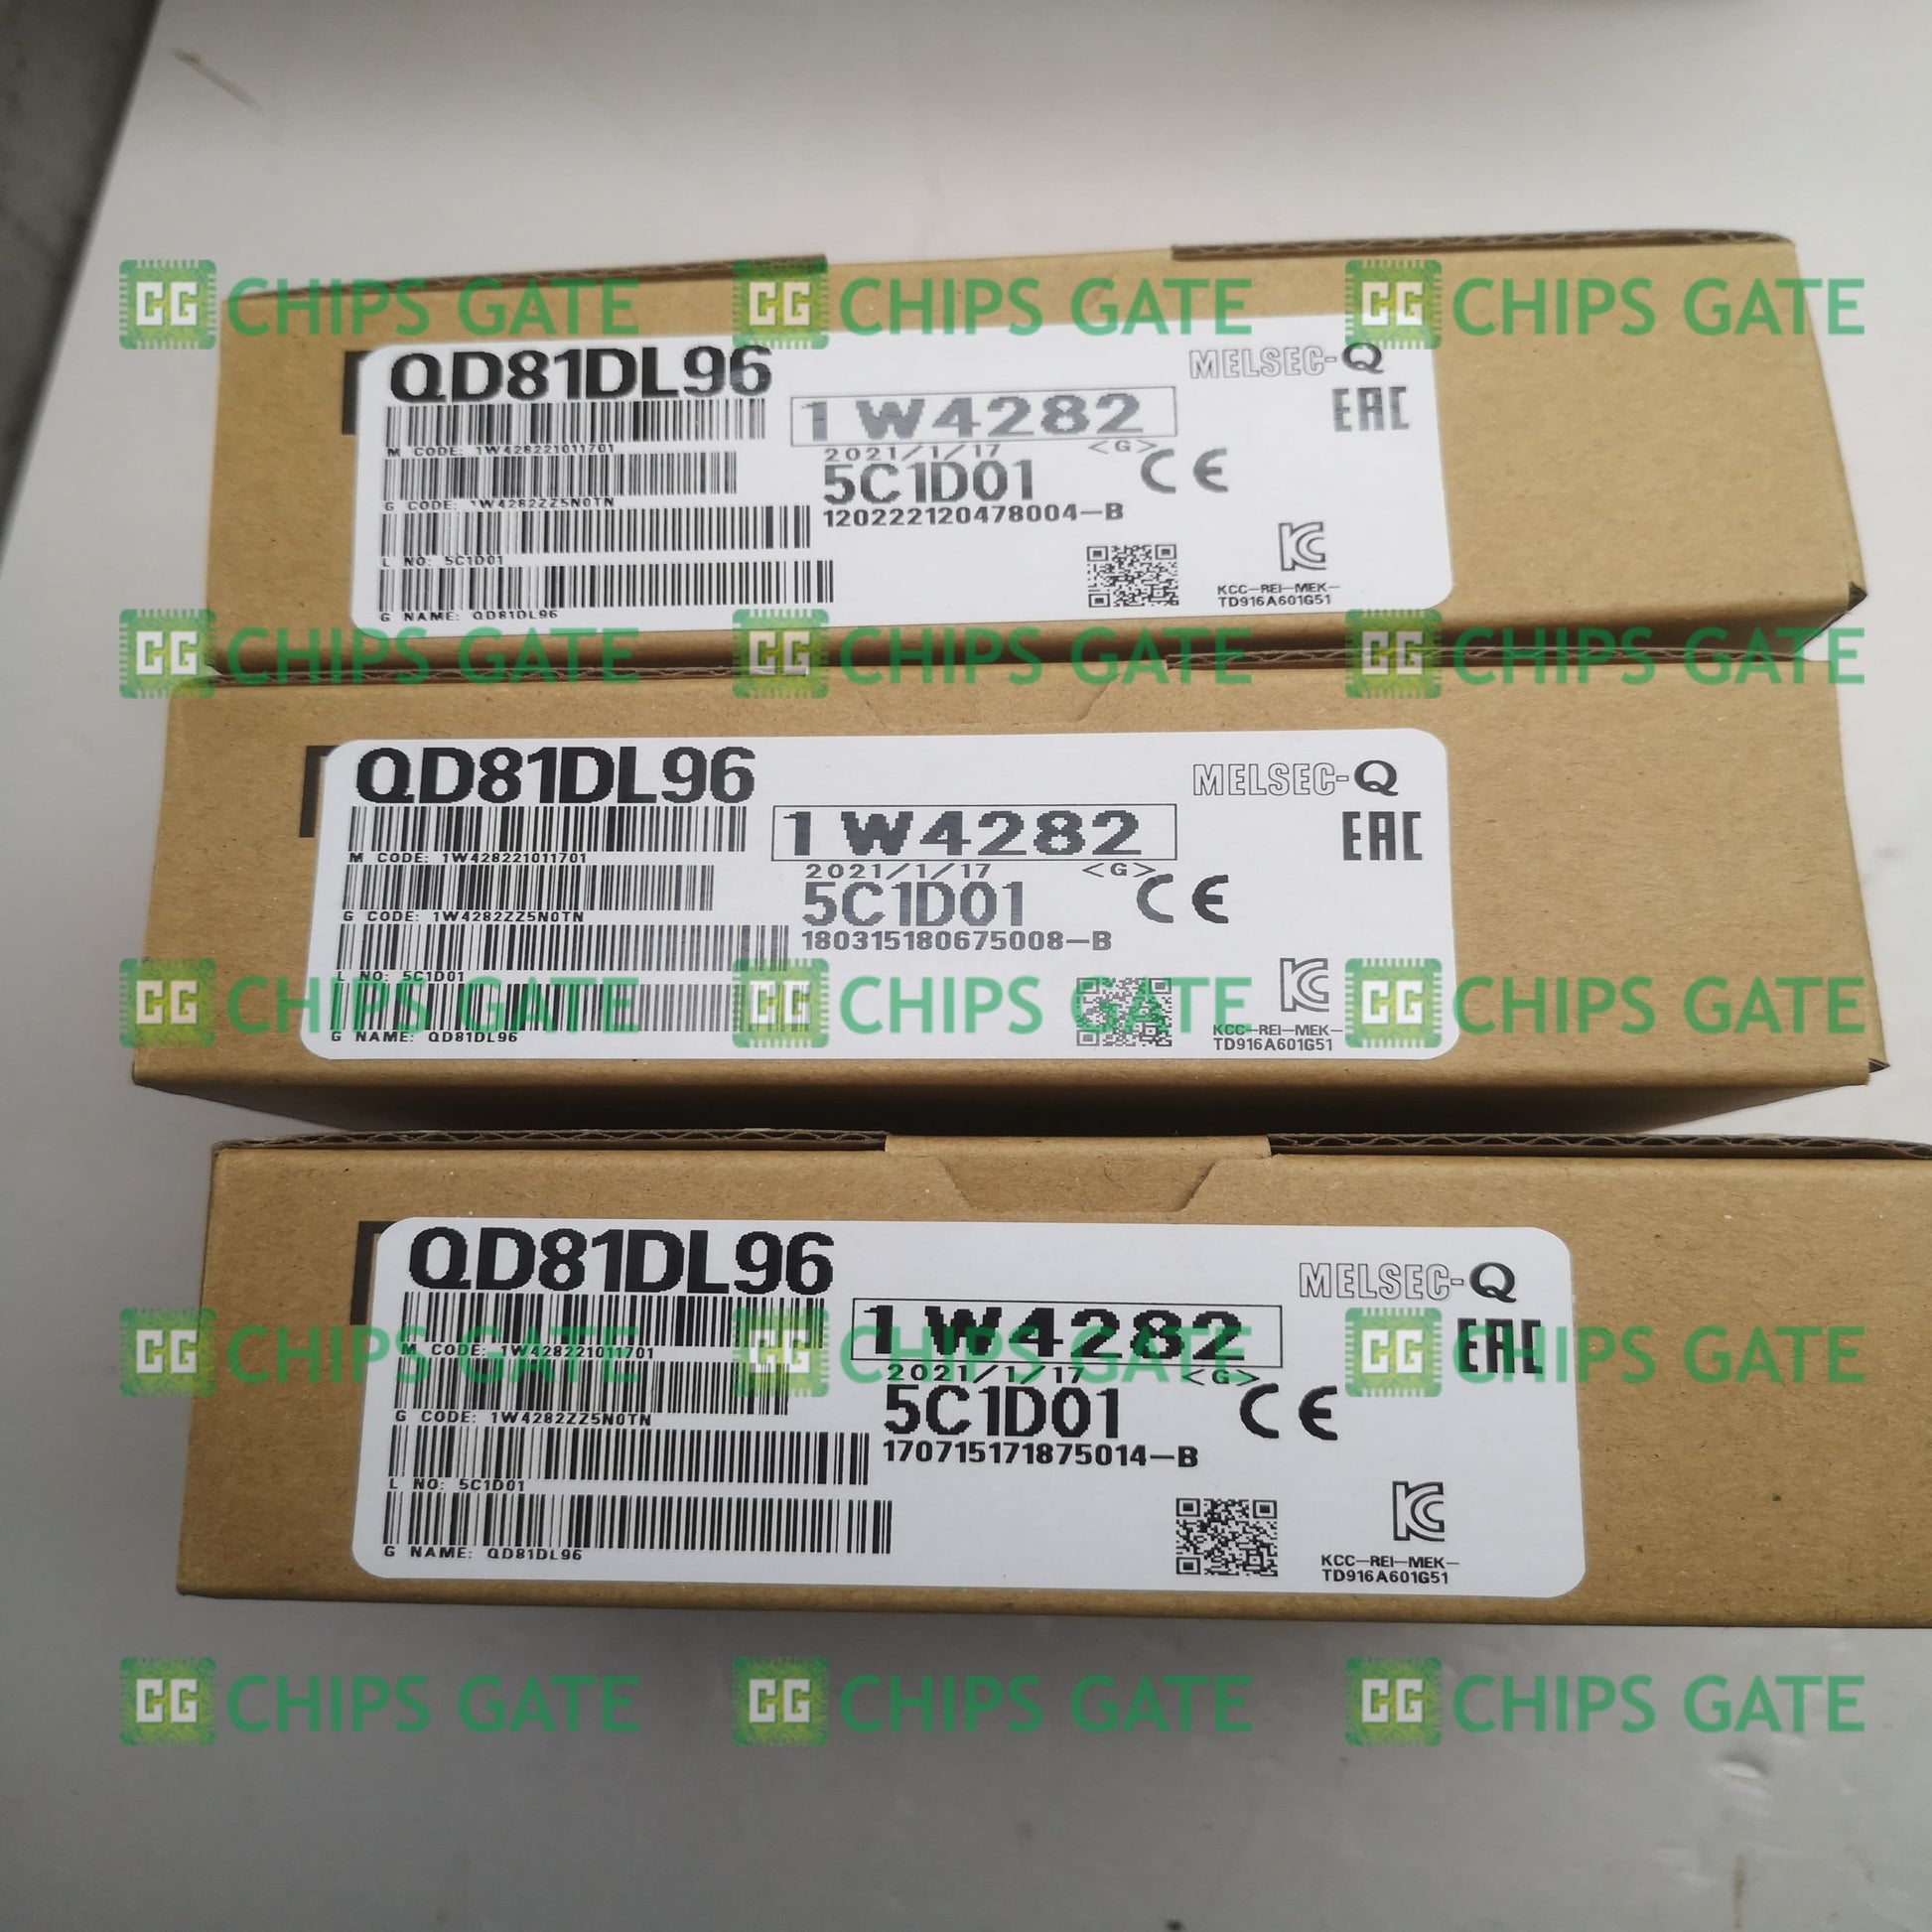 CG CHIPS GATE CG CHIPS GATE CG CHIPS GATE
QD81DL96
MELSEC-Q
1W4282
EAC
M CODE: 1W428221011701
2021/1/17 <G>
CE
5C1D01
G CODE: 1W4282ZZ5N0TN
120222120478004-B
L NO: 5C1D01
KCC-REI-MEK-
TD916A601G51
G NAME: QD81DL96
CG CHIPS GATE CG CHIPS GATE CG CHIPS GATE
QD81DL96
MELSEC-Q
1W4282
EAC
M CODE: 1W428221011701
2021/1/17 <G>
CE
5C1D01
G CODE: 1W4282ZZ5N0TN
180315180675008-B
L NO: 5C1D01
CG CHIPS GATE CG CHIPS GATE CG CHIPS GATE
KCC-REI-MEK-
TD916A601G51
G NAME: QD81DL96
QD81DL96
MELSEC-Q
1W4282
EAC
CG CHIPS GATE CG CHIPS GATE CG CHIPS GATE
M CODE: 1W428221011701
2021/1/17 <G>
CE
5C1D01
G CODE: 1W4282ZZ5N0TN
170715171875014-B
L NO: 5C1D01
KCC-REI-MEK-
TD916A601G51
G NAME: QD81DL96
CG CHIPS GATE CG CHIPS GATE CG CHIPS GATE